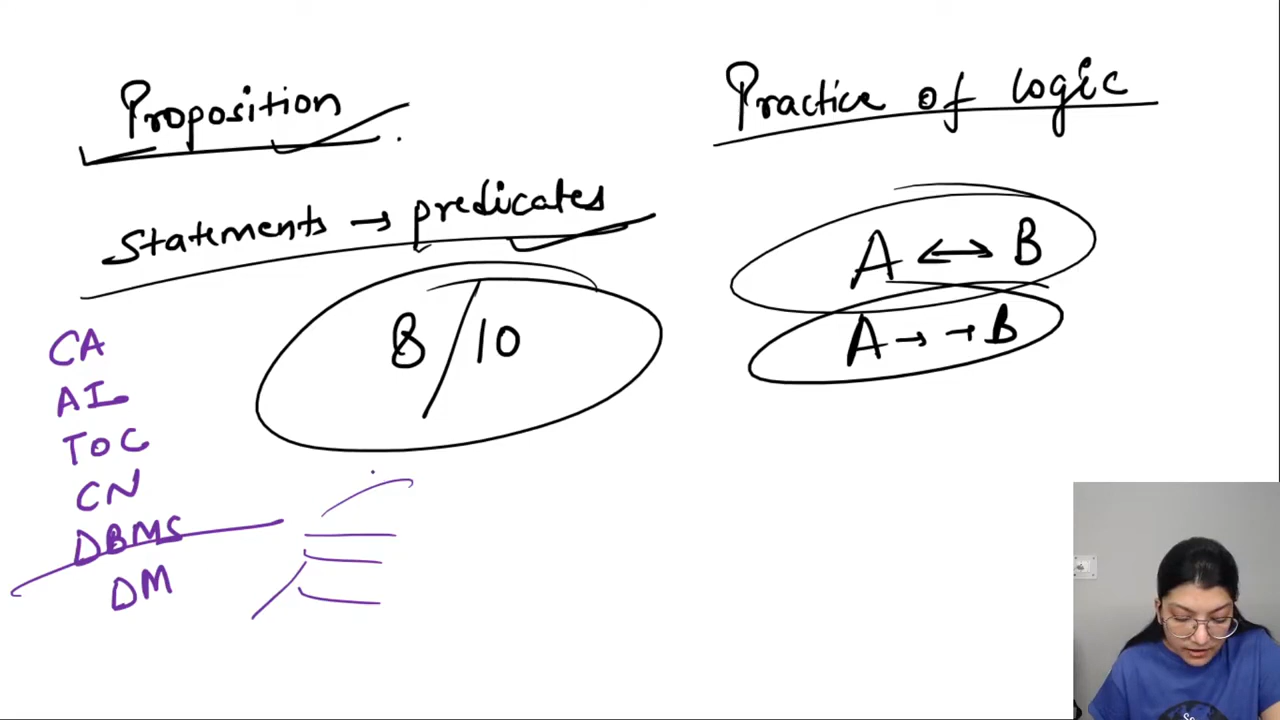 Proposition
Statements → predicates
8/10
CA
AI
TOC
CN
DBMS
DM
Practice of logic
A ↔ B
A → → B